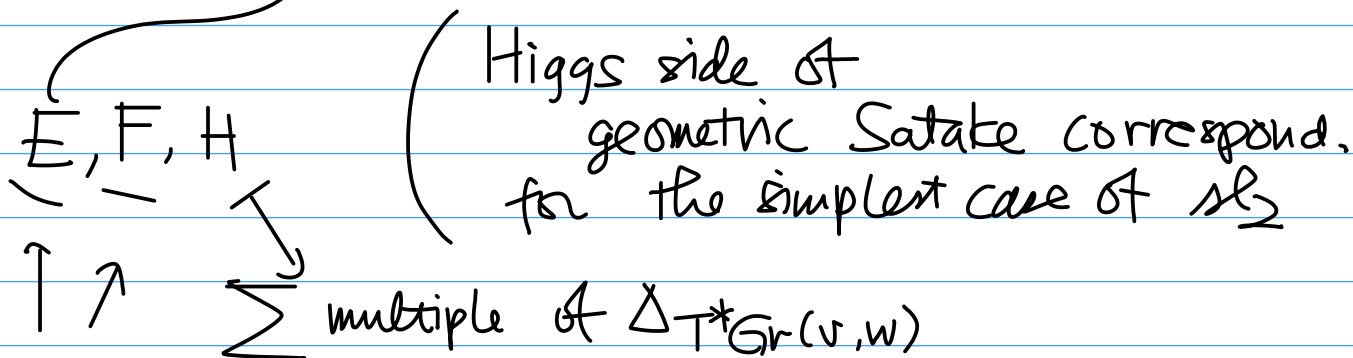 Higgs side of
E, F, H geometric Satake correspond.
for the simplest case of sl₂
∑ multiple of Δ_{T*Gr(v,w)}